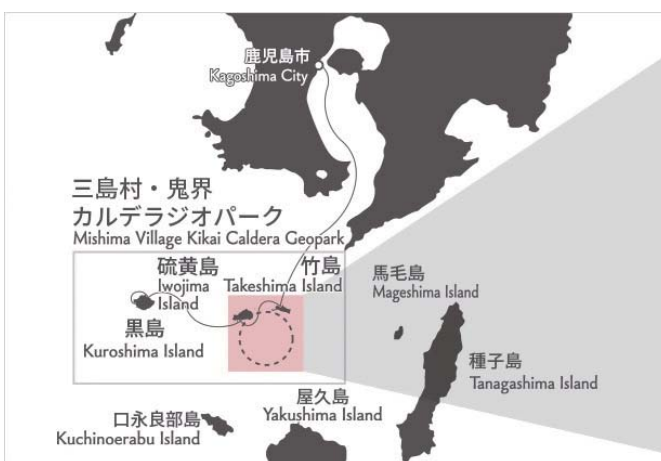 鹿児島市
Kagoshima City
三島村・鬼界
カルデラジオパーク
Mishima Village Kikai Caldera Geopark
硫黄島
Iwojima
Island
竹島
Takeshima Island
黒島
Kuroshima Island
馬毛島
Mageshima Island
種子島
Tanagashima Island
屋久島
Yakushima Island
口永良部島
Kuchinoerabu Island